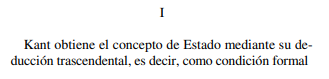 I
Kant obtiene el concepto de Estado mediante su de-
ducción trascendental, es decir, como condición formal